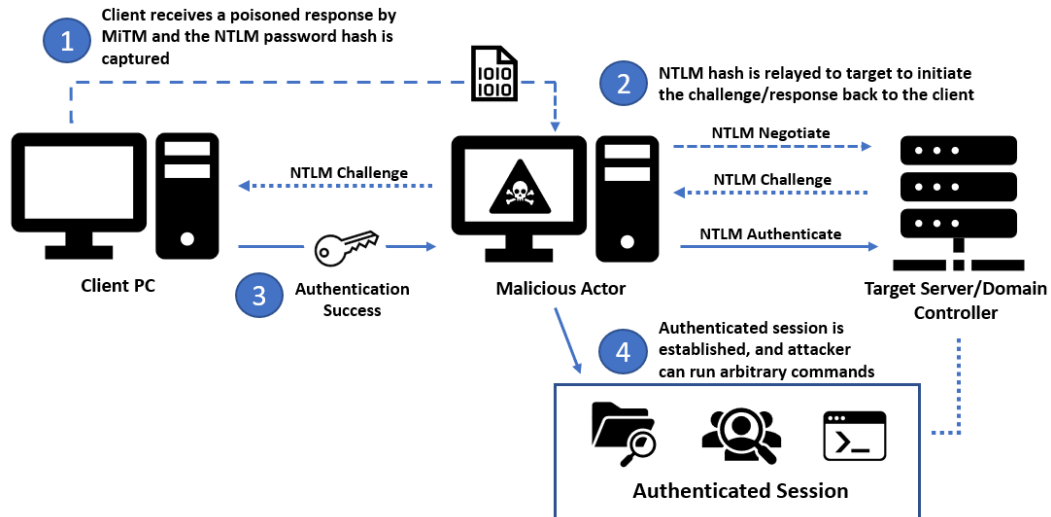 1
Client receives a poisoned response by
MiTM and the NTLM password hash is
captured
1010
1010
2
NTLM hash is relayed to target to initiate
the challenge/response back to the client
NTLM Negotiate
NTLM Challenge
NTLM Challenge
NTLM Authenticate
Client PC
3
Authentication
Success
Malicious Actor
Target Server/Domain
Controller
4
Authenticated session is
established, and attacker
can run arbitrary commands
>_
Authenticated Session